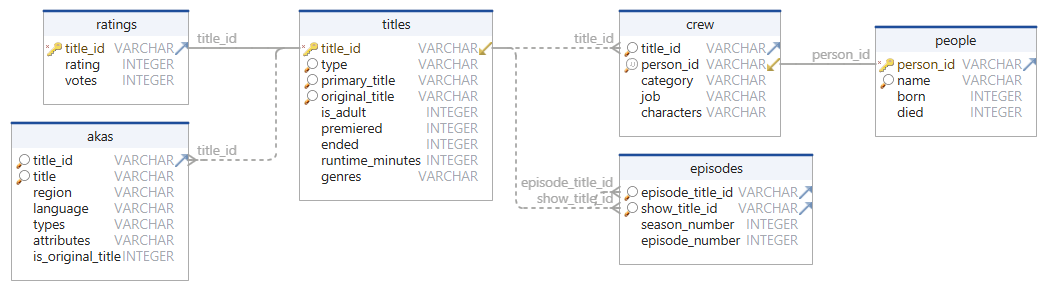 ratings
title_id VARCHAR
rating INTEGER
votes INTEGER
title_id
akas
title_id VARCHAR
title VARCHAR
region VARCHAR
language VARCHAR
types VARCHAR
attributes VARCHAR
is_original_title INTEGER
title_id
titles
title_id VARCHAR
type VARCHAR
primary_title VARCHAR
original_title VARCHAR
is_adult INTEGER
premiered INTEGER
ended INTEGER
runtime_minutes INTEGER
genres VARCHAR
title_id
crew
title_id VARCHAR
person_id VARCHAR
category VARCHAR
job VARCHAR
characters VARCHAR
person_id
people
person_id VARCHAR
name VARCHAR
born INTEGER
died INTEGER
episode_title_id
show_title_id
episodes
episode_title_id VARCHAR
show_title_id VARCHAR
season_number INTEGER
episode_number INTEGER